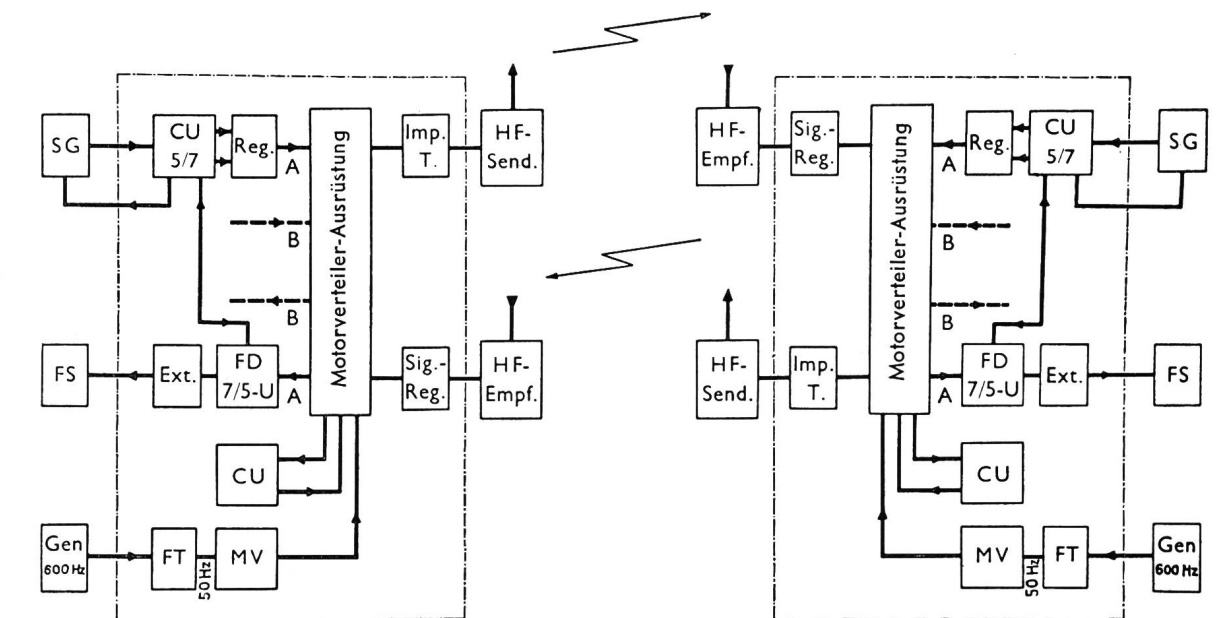 SG
CU
5/7
Reg.
A
B
B
Motorverteiler-Ausrüstung
Imp.
T.
HF-
Send.
FS
Ext.
FD
7/5-U
A
Sig.-
Reg.
HF-
Empf.
CU
Gen
600 Hz
FT
50 Hz
MV
HF-
Empf.
Sig.-
Reg.
Motorverteiler-Ausrüstung
A
Reg.
CU
5/7
SG
B
B
HF-
Send.
Imp.
T.
A
FD
7/5-U
Ext.
FS
CU
MV
50 Hz
FT
Gen
600 Hz